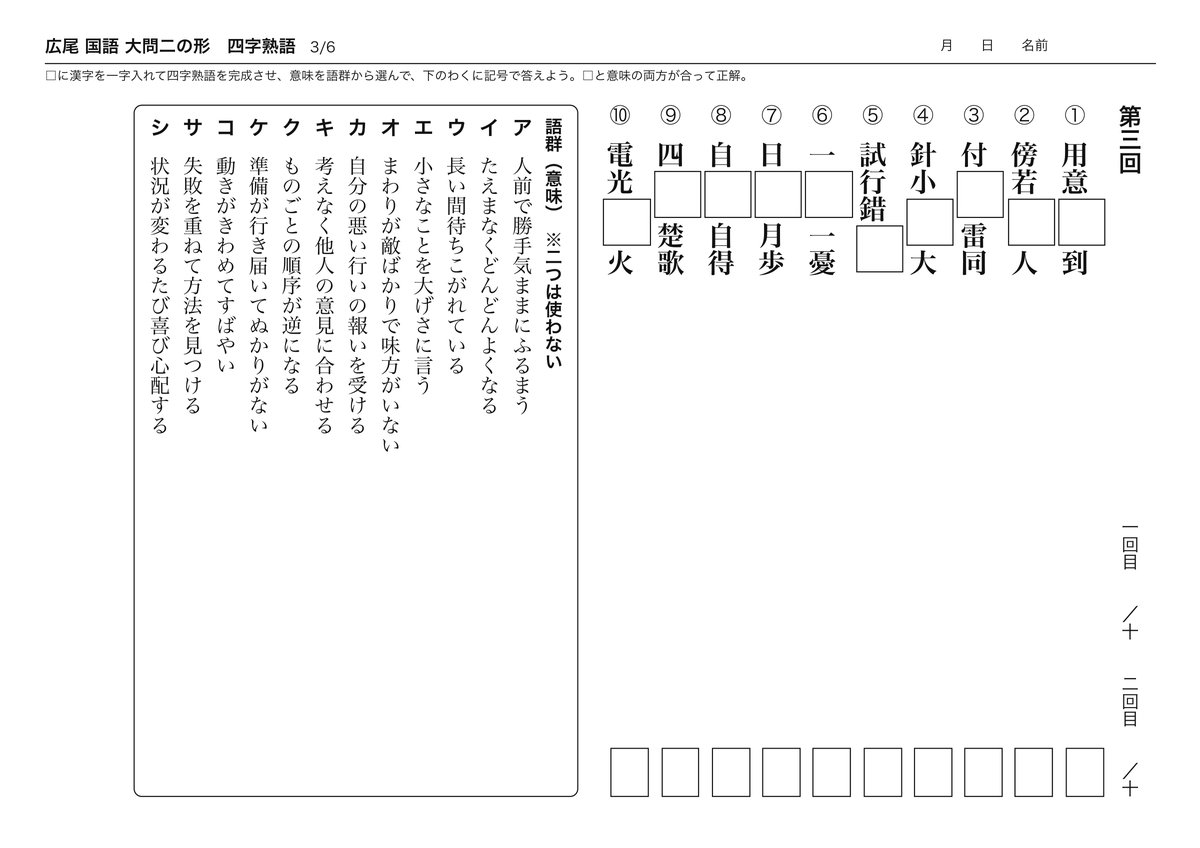 広尾 国語 大問二の形　四字熟語　3/6
月　日　名前
□に漢字を一字入れて四字熟語を完成させ、意味を語群から選んで、下のわくに記号で答えよう。□と意味の両方が合って正解。
第三回　一回目　／十　二回目　／十
① 用意□到
② 傍若□人
③ 付□雷同
④ 針小□大
⑤ 試行錯□
⑥ 一□一憂
⑦ 日□月歩
⑧ 自□自得
⑨ 四□楚歌
⑩ 電光□火
語群（意味）　※二つは使わない
ア　人前で勝手気ままにふるまう
イ　たえまなくどんどんよくなる
ウ　長い間待ちこがれている
エ　小さなことを大げさに言う
オ　まわりが敵ばかりで味方がいない
カ　自分の悪い行いの報いを受ける
キ　考えなく他人の意見に合わせる
ク　ものごとの順序が逆になる
ケ　準備が行き届いてぬかりがない
コ　動きがきわめてすばやい
サ　失敗を重ねて方法を見つける
シ　状況が変わるたび喜び心配する